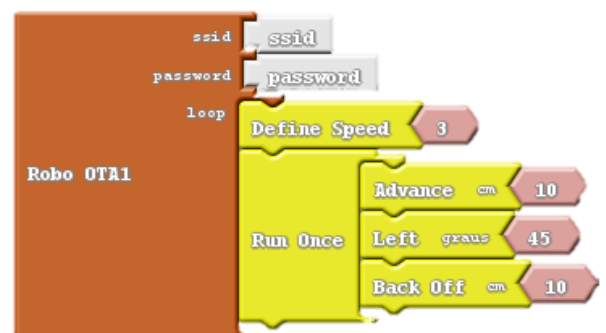 ssid ssid
password password
loop
Define Speed 3
Robo OTA1
Advance cm 10
Run Once
Left graus 45
Back Off cm 10